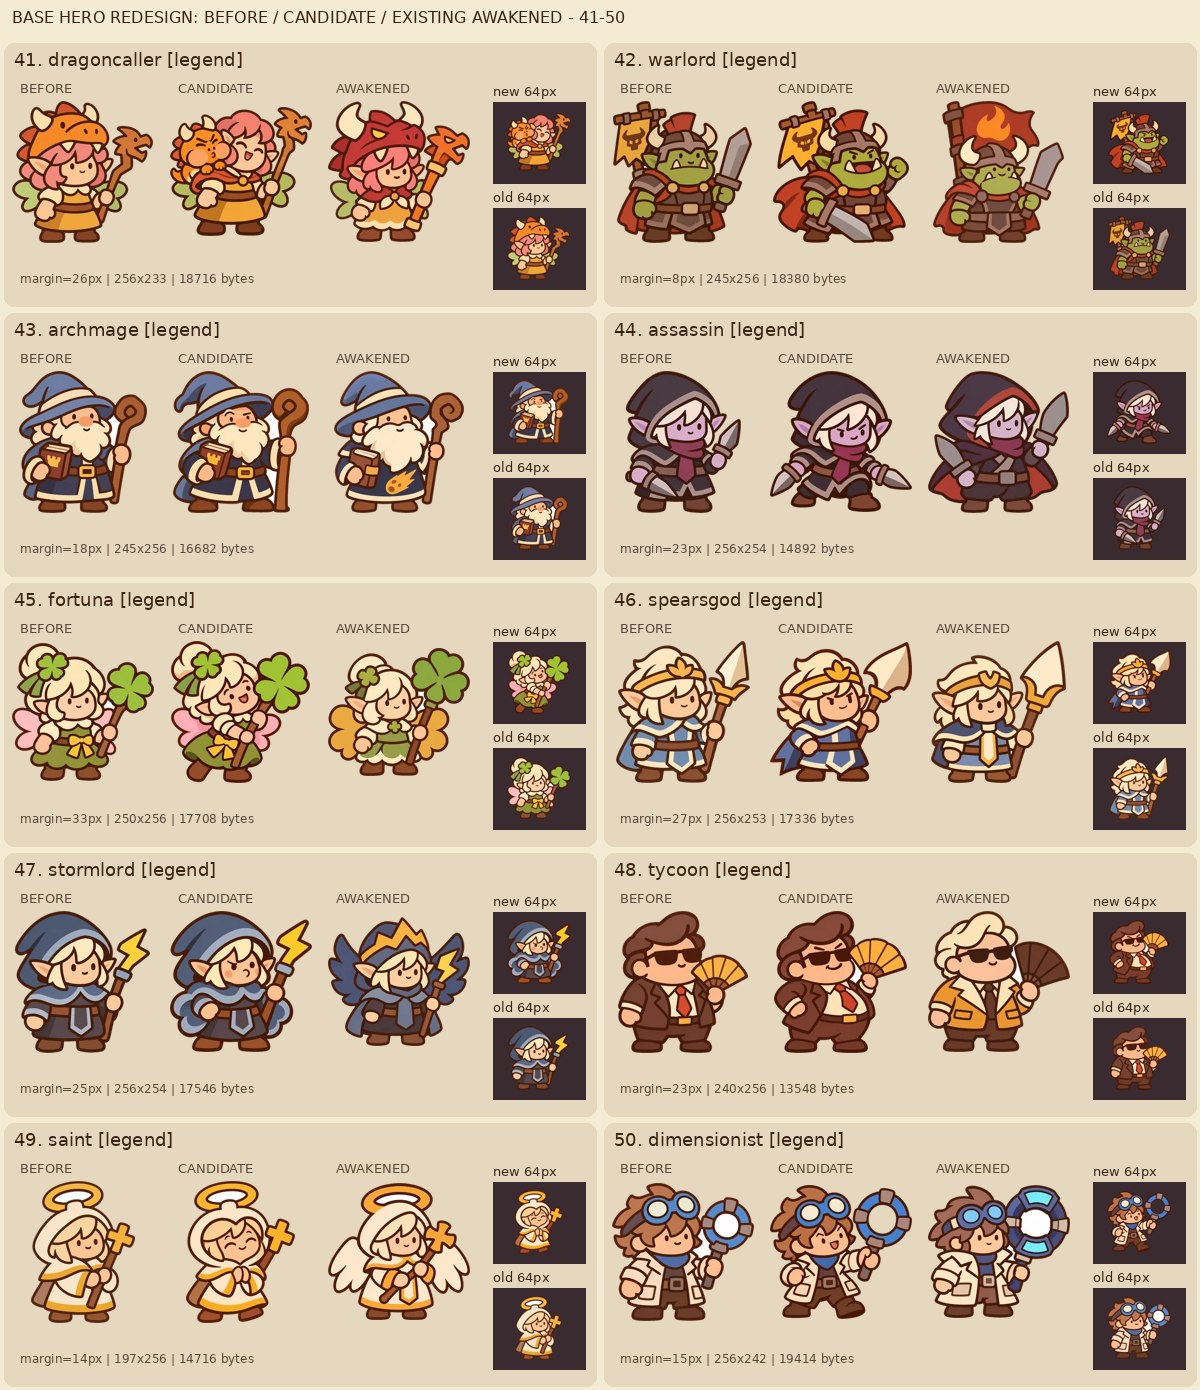 BASE HERO REDESIGN: BEFORE / CANDIDATE / EXISTING AWAKENED - 41-50
41. dragoncaller [legend]
BEFORE
CANDIDATE
AWAKENED
new 64px
old 64px
margin=26px | 256x233 | 18716 bytes
42. warlord [legend]
BEFORE
CANDIDATE
AWAKENED
new 64px
old 64px
margin=8px | 245x256 | 18380 bytes
43. archmage [legend]
BEFORE
CANDIDATE
AWAKENED
new 64px
old 64px
margin=18px | 245x256 | 16682 bytes
44. assassin [legend]
BEFORE
CANDIDATE
AWAKENED
new 64px
old 64px
margin=23px | 256x254 | 14892 bytes
45. fortuna [legend]
BEFORE
CANDIDATE
AWAKENED
new 64px
old 64px
margin=33px | 250x256 | 17708 bytes
46. spearsgod [legend]
BEFORE
CANDIDATE
AWAKENED
new 64px
old 64px
margin=27px | 256x253 | 17336 bytes
47. stormlord [legend]
BEFORE
CANDIDATE
AWAKENED
new 64px
old 64px
margin=25px | 256x254 | 17546 bytes
48. tycoon [legend]
BEFORE
CANDIDATE
AWAKENED
new 64px
old 64px
margin=23px | 240x256 | 13548 bytes
49. saint [legend]
BEFORE
CANDIDATE
AWAKENED
new 64px
old 64px
margin=14px | 197x256 | 14716 bytes
50. dimensionist [legend]
BEFORE
CANDIDATE
AWAKENED
new 64px
old 64px
margin=15px | 256x242 | 19414 bytes